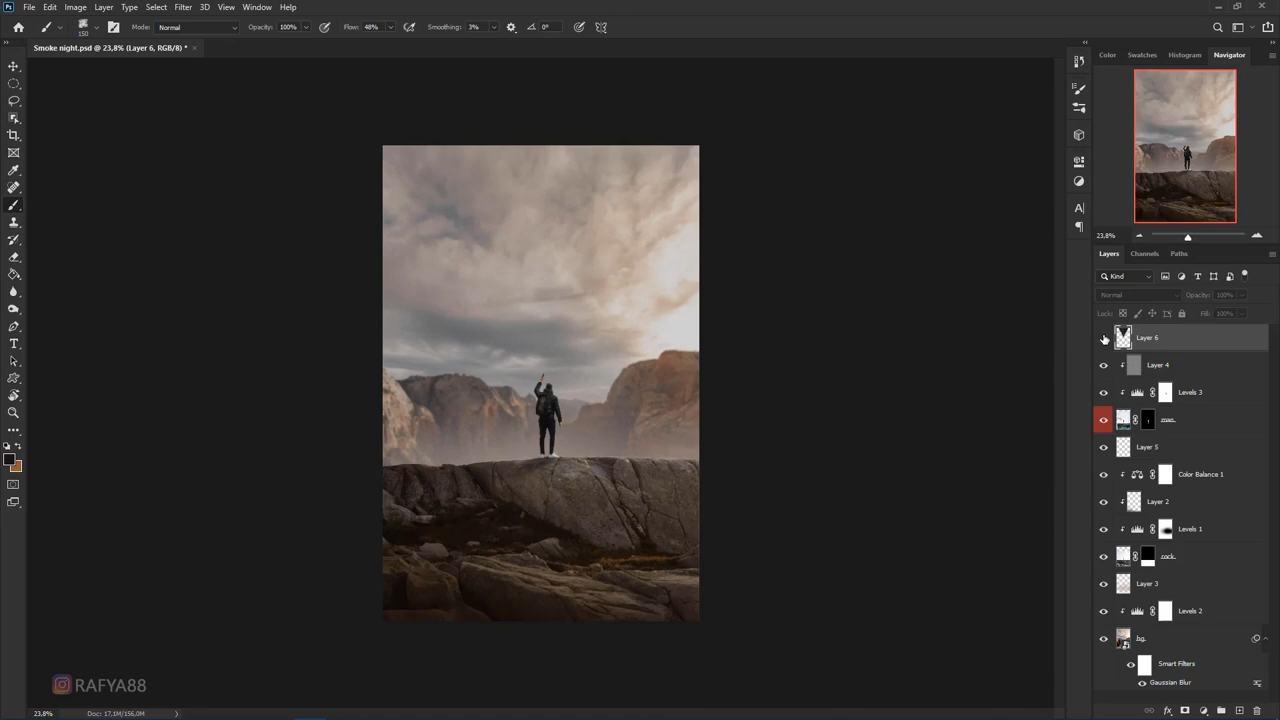 File Edit Image Layer Type Select Filter 3D View Window Help
150 Mode: Normal Opacity: 100% Flow: 48% Smoothing: 3% 0°
Smoke night.psd @ 23,8% (Layer 6, RGB/8) * ×
Color Swatches Histogram Navigator
23,8%
Layers Channels Paths
Kind
Normal Opacity: 100%
Lock: Fill: 100%
Layer 6
Layer 4
Levels 3
man.
Layer 5
Color Balance 1
Layer 2
Levels 1
rock.
Layer 3
Levels 2
bg.
Smart Filters
Gaussian Blur
RAFYA88
23,8% Doc: 17,1M/156,0M